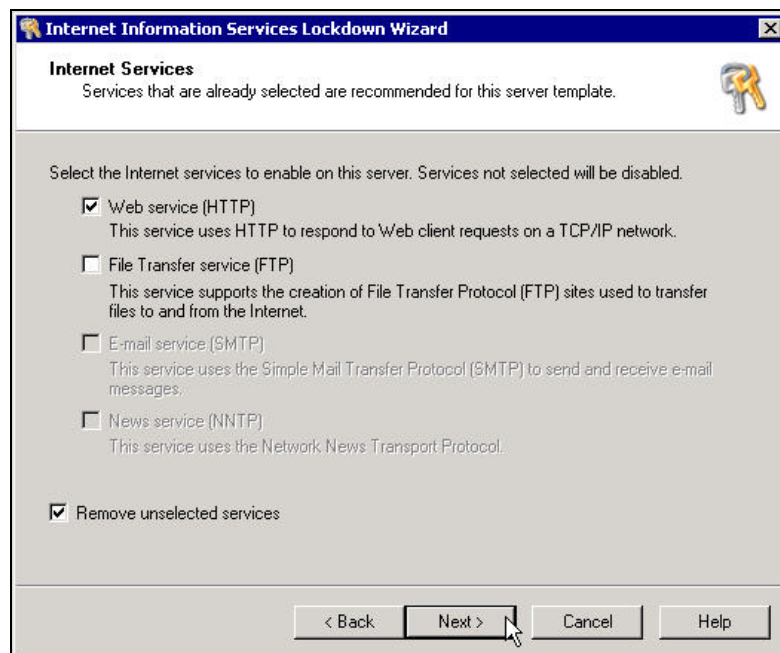 Internet Information Services Lockdown Wizard
Internet Services
Services that are already selected are recommended for this server template.
Select the Internet services to enable on this server. Services not selected will be disabled.
Web service (HTTP)
This service uses HTTP to respond to Web client requests on a TCP/IP network.
File Transfer service (FTP)
This service supports the creation of File Transfer Protocol (FTP) sites used to transfer
files to and from the Internet.
E-mail service (SMTP)
This service uses the Simple Mail Transfer Protocol (SMTP) to send and receive e-mail
messages.
News service (NNTP)
This service uses the Network News Transport Protocol.
Remove unselected services
< Back Next > Cancel Help